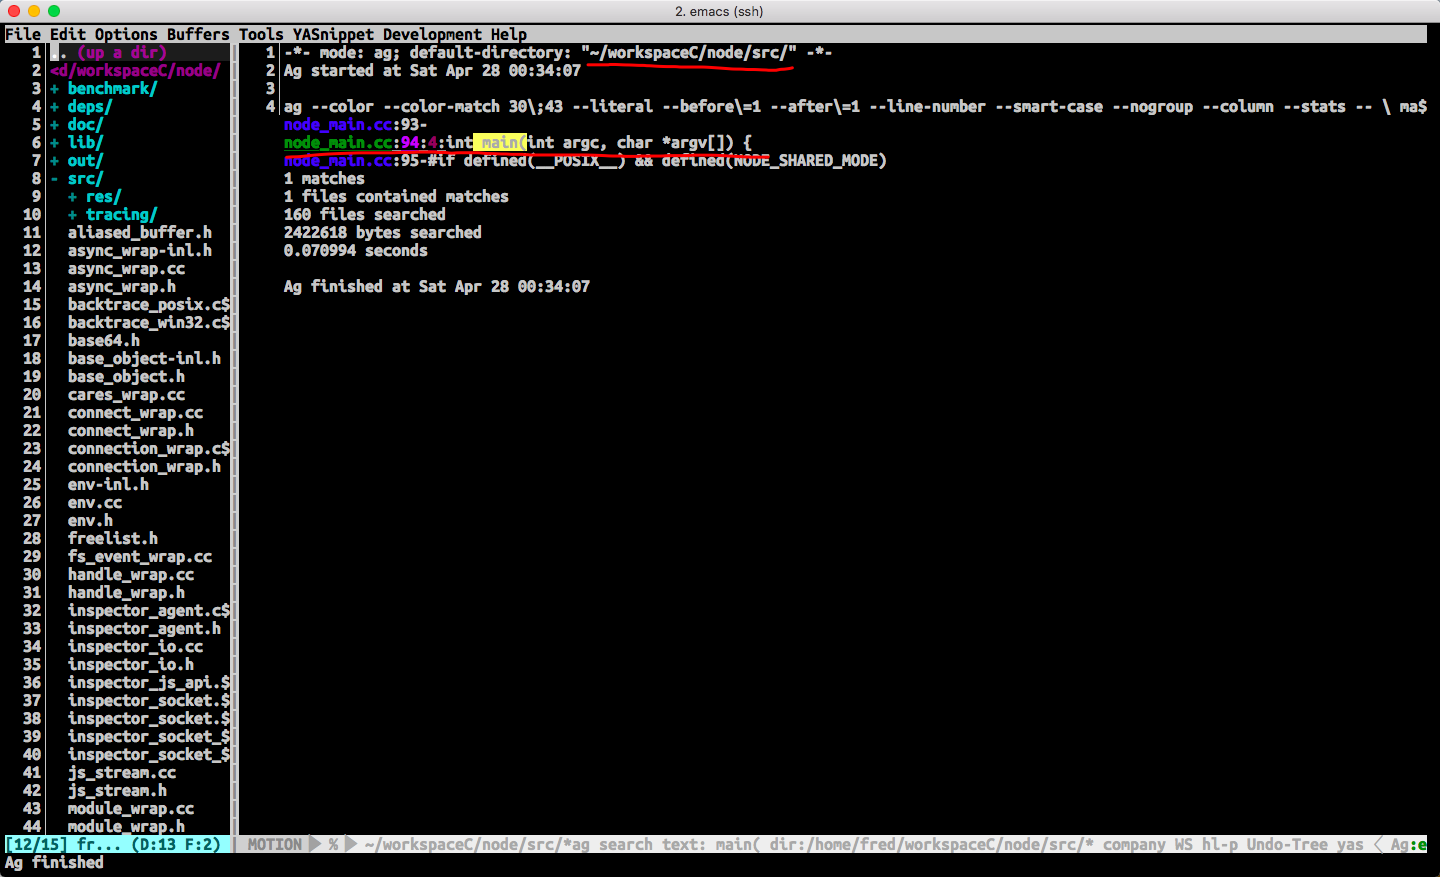 2. emacs (ssh)
File Edit Options Buffers Tools YASnippet Development Help
1 .. (up a dir)
2 <d/workspaceC/node/
3 + benchmark/
4 + deps/
5 + doc/
6 + lib/
7 + out/
8 - src/
9 + res/
10 + tracing/
11 aliased_buffer.h
12 async_wrap-inl.h
13 async_wrap.cc
14 async_wrap.h
15 backtrace_posix.c$
16 backtrace_win32.c$
17 base64.h
18 base_object-inl.h
19 base_object.h
20 cares_wrap.cc
21 connect_wrap.cc
22 connect_wrap.h
23 connection_wrap.c$
24 connection_wrap.h
25 env-inl.h
26 env.cc
27 env.h
28 freelist.h
29 fs_event_wrap.cc
30 handle_wrap.cc
31 handle_wrap.h
32 inspector_agent.c$
33 inspector_agent.h
34 inspector_io.cc
35 inspector_io.h
36 inspector_js_api.$
37 inspector_socket.$
38 inspector_socket.$
39 inspector_socket_$
40 inspector_socket_$
41 js_stream.cc
42 js_stream.h
43 module_wrap.cc
44 module_wrap.h
1 -*- mode: ag; default-directory: "~/workspaceC/node/src/" -*-
2 Ag started at Sat Apr 28 00:34:07
3
4 ag --color --color-match 30\;43 --literal --before\=1 --after\=1 --line-number --smart-case --nogroup --column --stats -- \ ma$
node_main.cc:93-
node_main.cc:94:4:int main(int argc, char *argv[]) {
node_main.cc:95-#if defined(__POSIX__) && defined(NODE_SHARED_MODE)
1 matches
1 files contained matches
160 files searched
2422618 bytes searched
0.070994 seconds
Ag finished at Sat Apr 28 00:34:07
[12/15] fr... (D:13 F:2) MOTION % ~/workspaceC/node/src/*ag search text: main( dir:/home/fred/workspaceC/node/src/* company WS hl-p Undo-Tree yas Ag:e
Ag finished